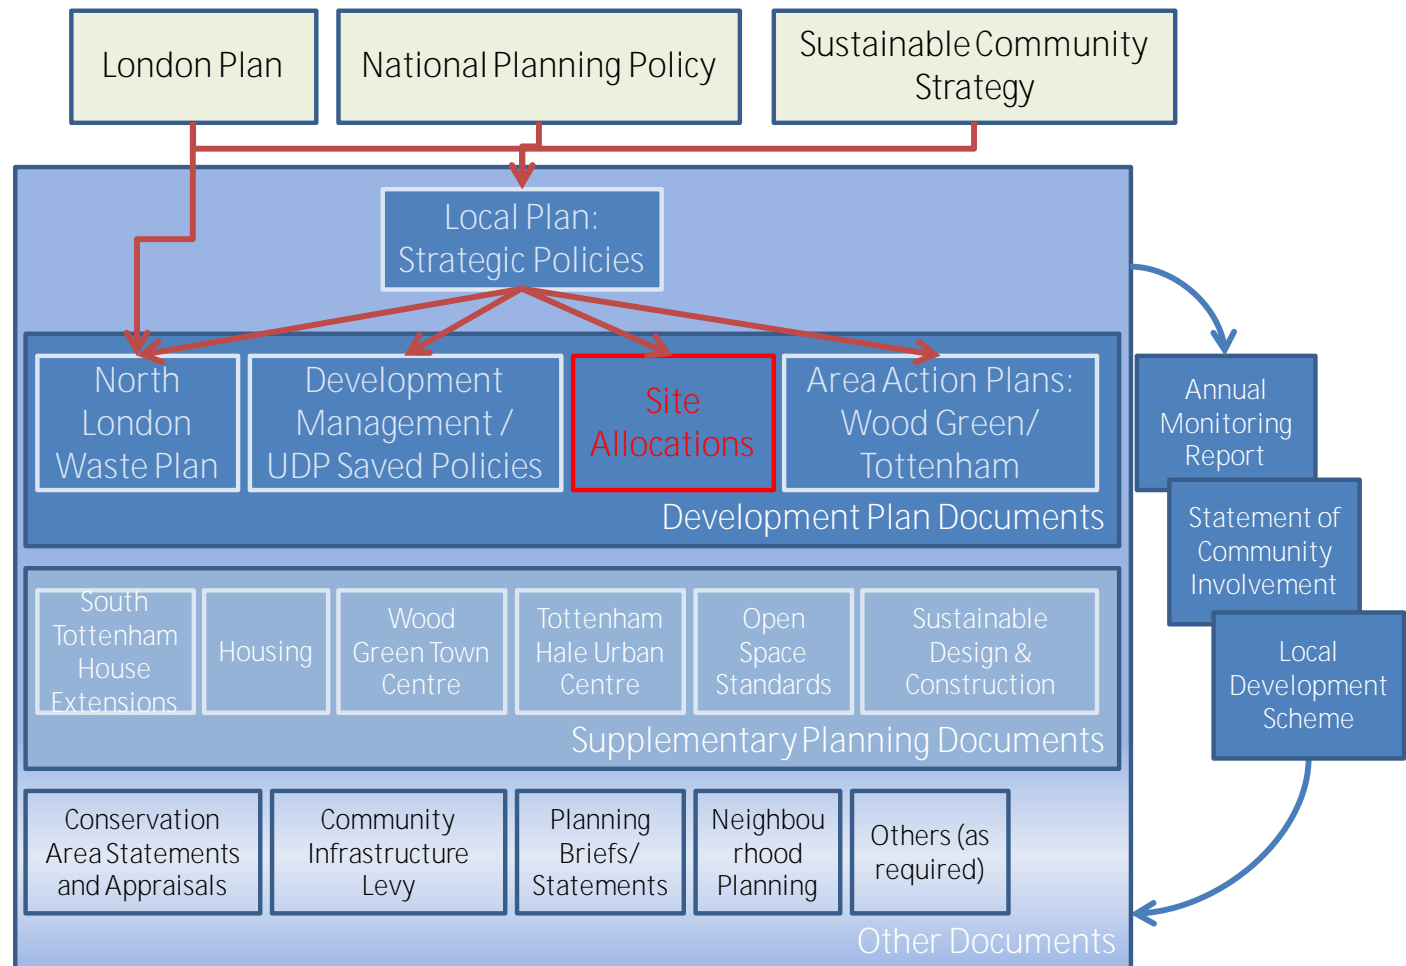 London Plan
National Planning Policy
Sustainable Community
Strategy
Local Plan:
Strategic Policies
North
London
Waste Plan
Development
Management /
UDP Saved Policies
Site
Allocations
Area Action Plans:
Wood Green/
Tottenham
Development Plan Documents
Annual
Monitoring
Report
Statement of
Community
Involvement
Local
Development
Scheme
South
Tottenham
House
Extensions
Housing
Wood
Green Town
Centre
Tottenham
Hale Urban
Centre
Open
Space
Standards
Sustainable
Design &
Construction
Supplementary Planning Documents
Conservation
Area Statements
and Appraisals
Community
Infrastructure
Levy
Planning
Briefs/
Statements
Neighbou
rhood
Planning
Others (as
required)
Other Documents